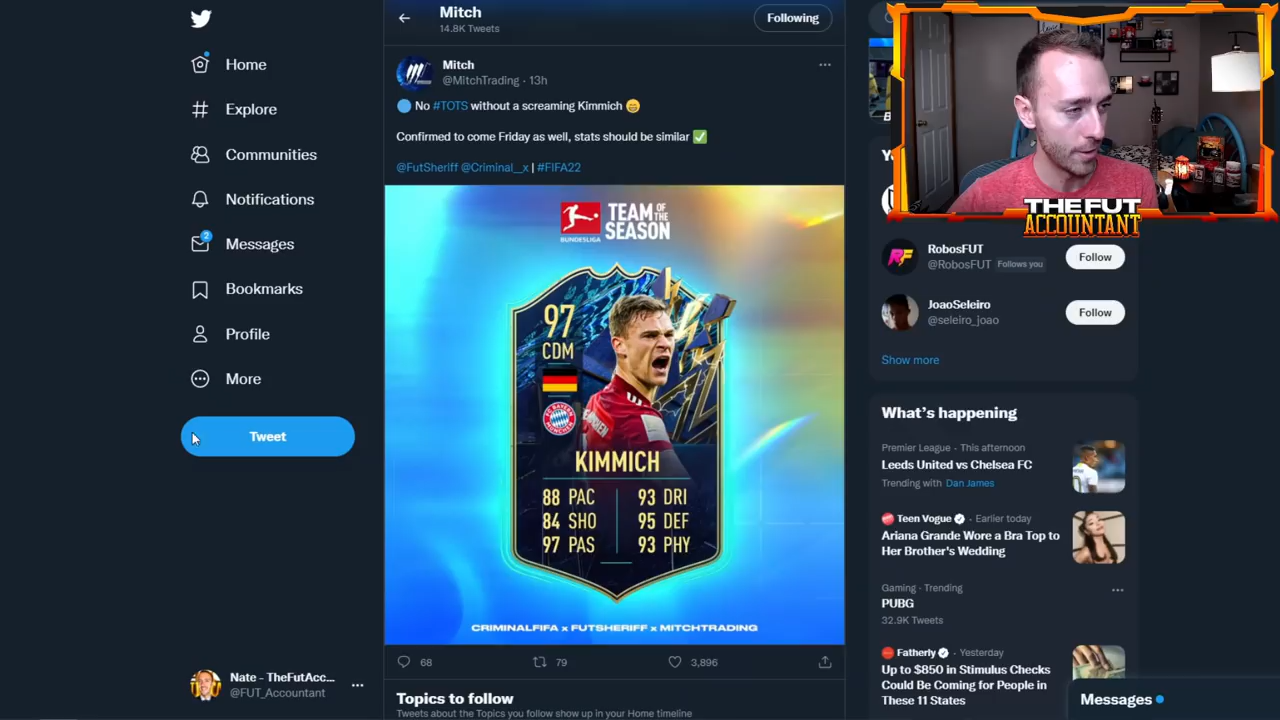 Home
Explore
Communities
Notifications
2
Messages
Bookmarks
Profile
More
Tweet
Nate - TheFutAcc...
@FUT_Accountant
Mitch
14.8K Tweets
Following
Mitch
@MitchTrading · 13h
No #TOTS without a screaming Kimmich 😁
Confirmed to come Friday as well, stats should be similar ✅
@FutSheriff @Criminal__x | #FIFA22
BUNDESLIGA
TEAM
OF THE
SEASON
97
CDM
KIMMICH
88 PAC
93 DRI
84 SHO
95 DEF
97 PAS
93 PHY
CRIMINALFIFA x FUTSHERIFF x MITCHTRADING
68
79
3,896
Topics to follow
Tweets about the Topics you follow show up in your Home timeline
THE FUT
ACCOUNTANT
RobosFUT
@RobosFUT Follows you
Follow
JoaoSeleiro
@seleiro_joao
Follow
Show more
What's happening
Premier League · This afternoon
Leeds United vs Chelsea FC
Trending with Dan James
Teen Vogue · Earlier today
Ariana Grande Wore a Bra Top to
Her Brother's Wedding
Gaming · Trending
PUBG
32.9K Tweets
Fatherly · Yesterday
Up to $850 in Stimulus Checks
Could Be Coming for People in
These 11 States
Messages